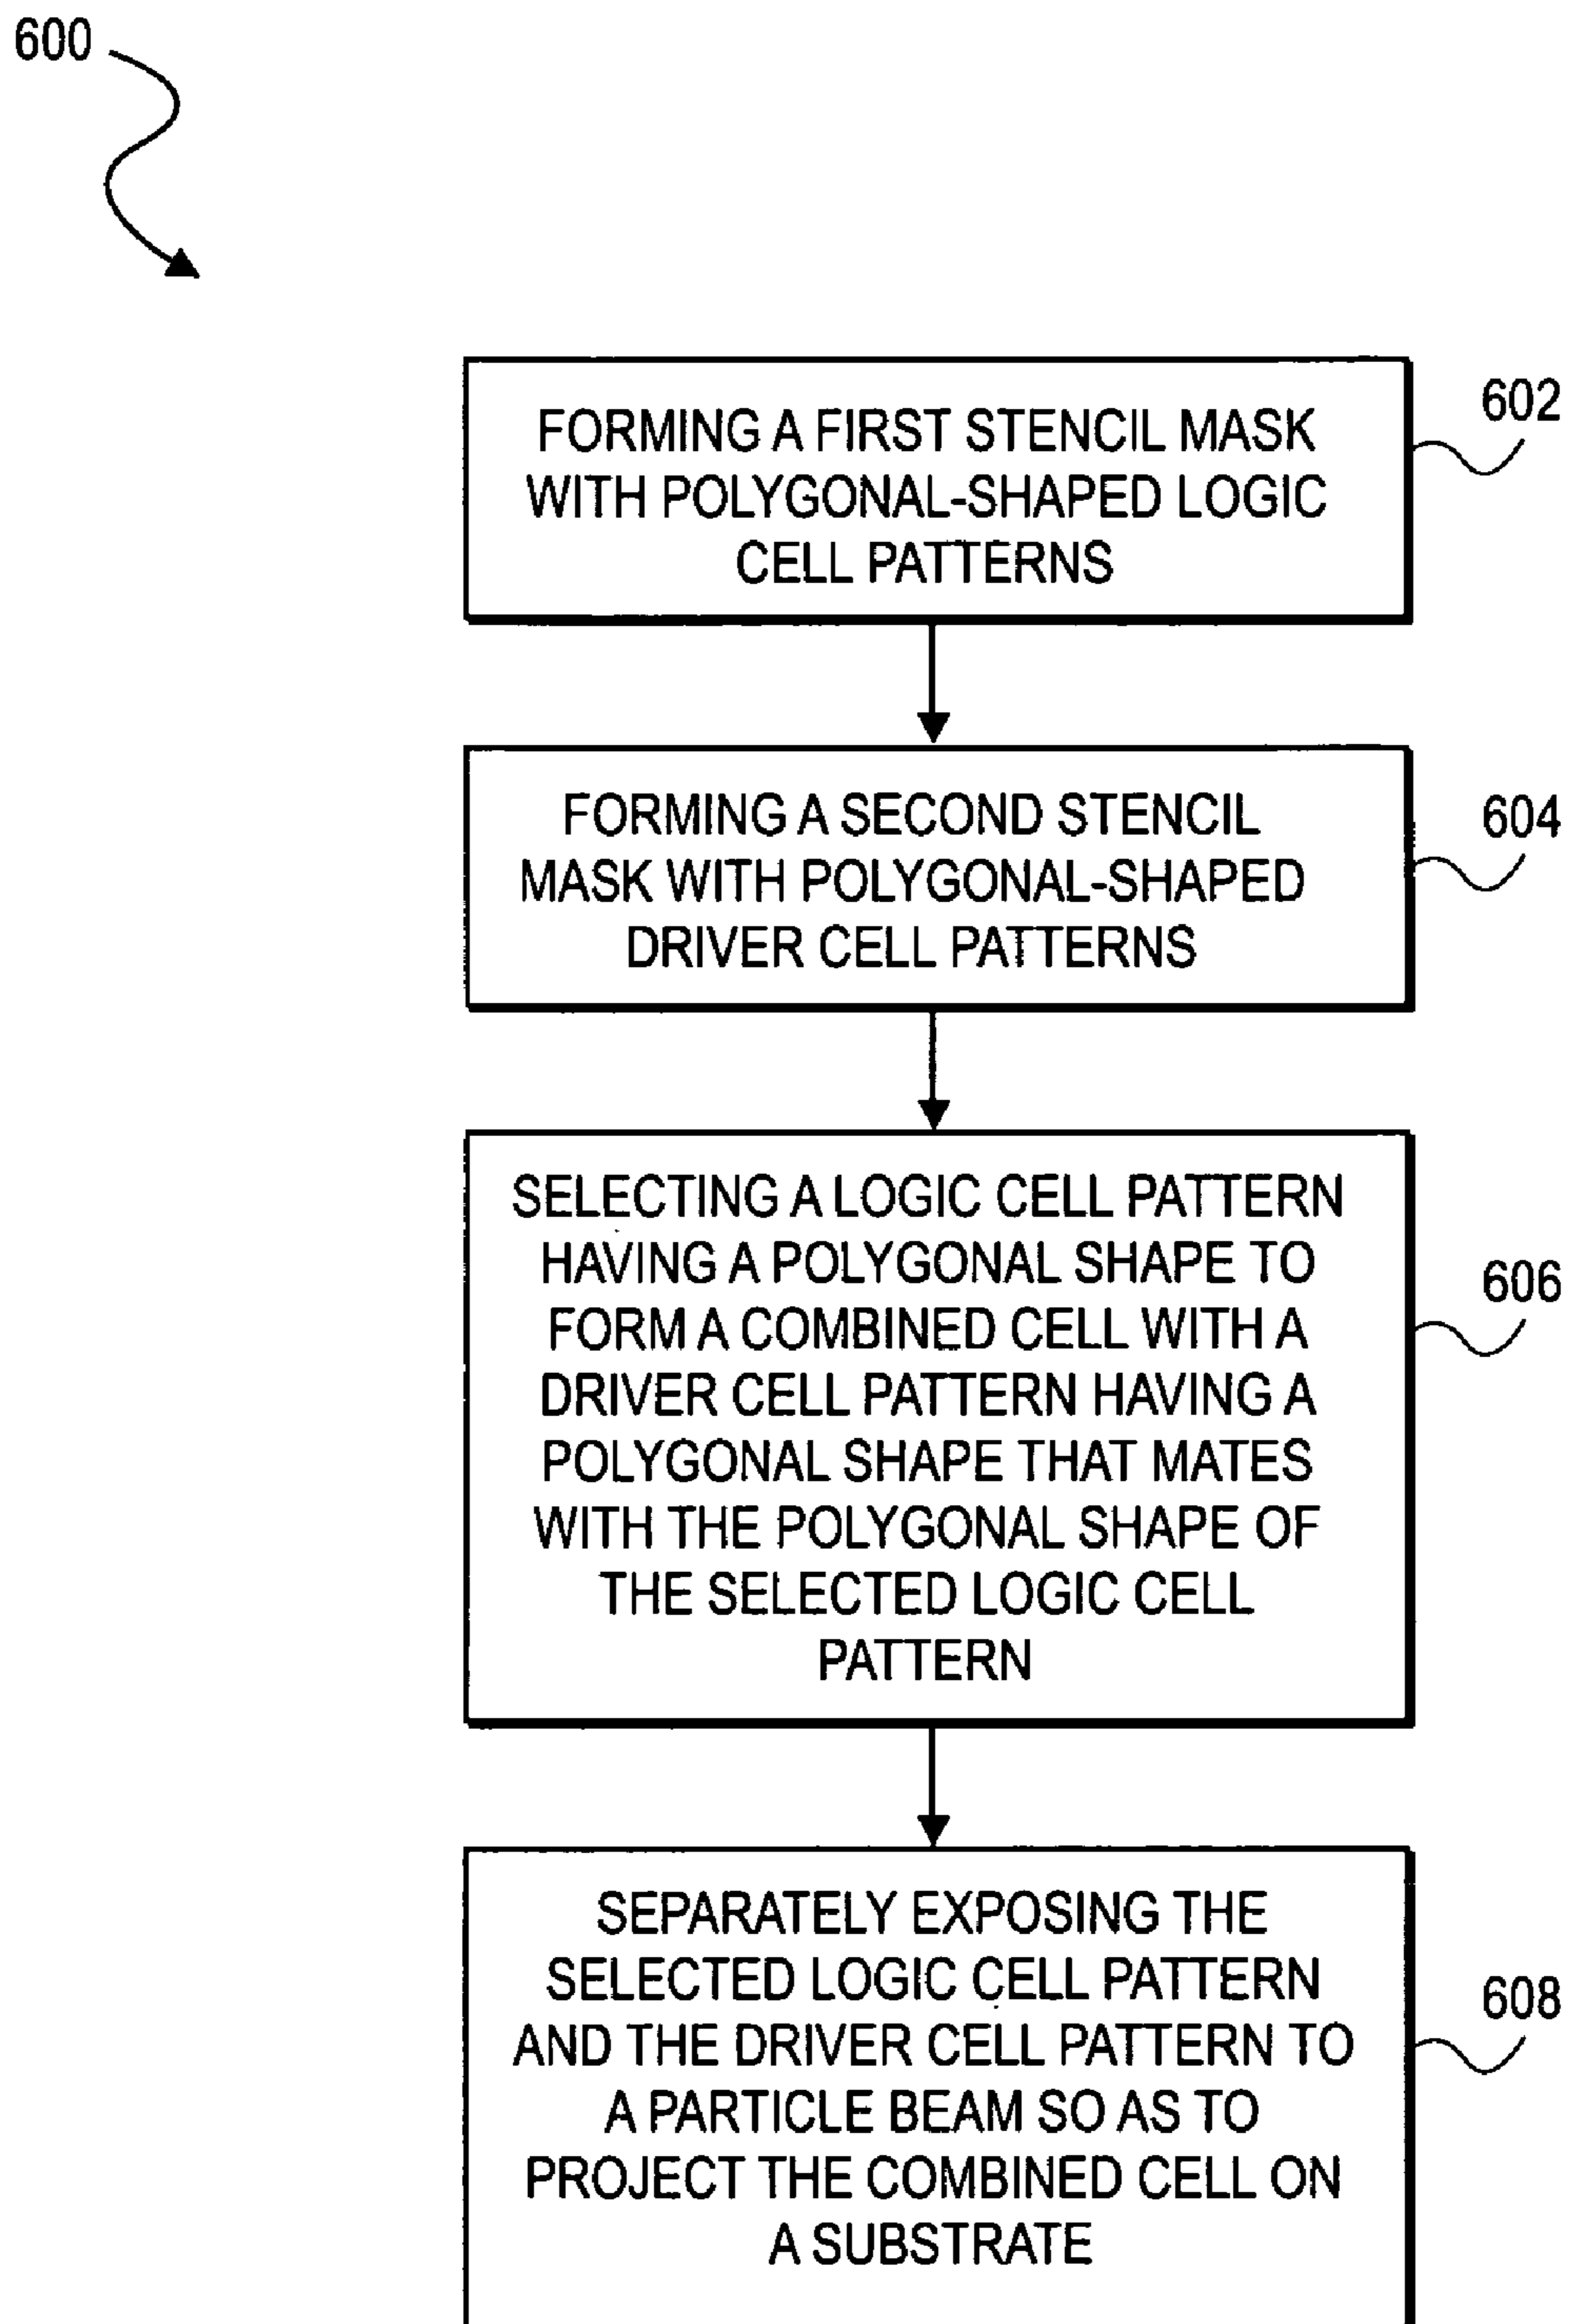 600
FORMING A FIRST STENCIL MASK
WITH POLYGONAL-SHAPED LOGIC
CELL PATTERNS
602
FORMING A SECOND STENCIL
MASK WITH POLYGONAL-SHAPED
DRIVER CELL PATTERNS
604
SELECTING A LOGIC CELL PATTERN
HAVING A POLYGONAL SHAPE TO
FORM A COMBINED CELL WITH A
DRIVER CELL PATTERN HAVING A
POLYGONAL SHAPE THAT MATES
WITH THE POLYGONAL SHAPE OF
THE SELECTED LOGIC CELL
PATTERN
606
SEPARATELY EXPOSING THE
SELECTED LOGIC CELL PATTERN
AND THE DRIVER CELL PATTERN TO
A PARTICLE BEAM SO AS TO
PROJECT THE COMBINED CELL ON
A SUBSTRATE
608